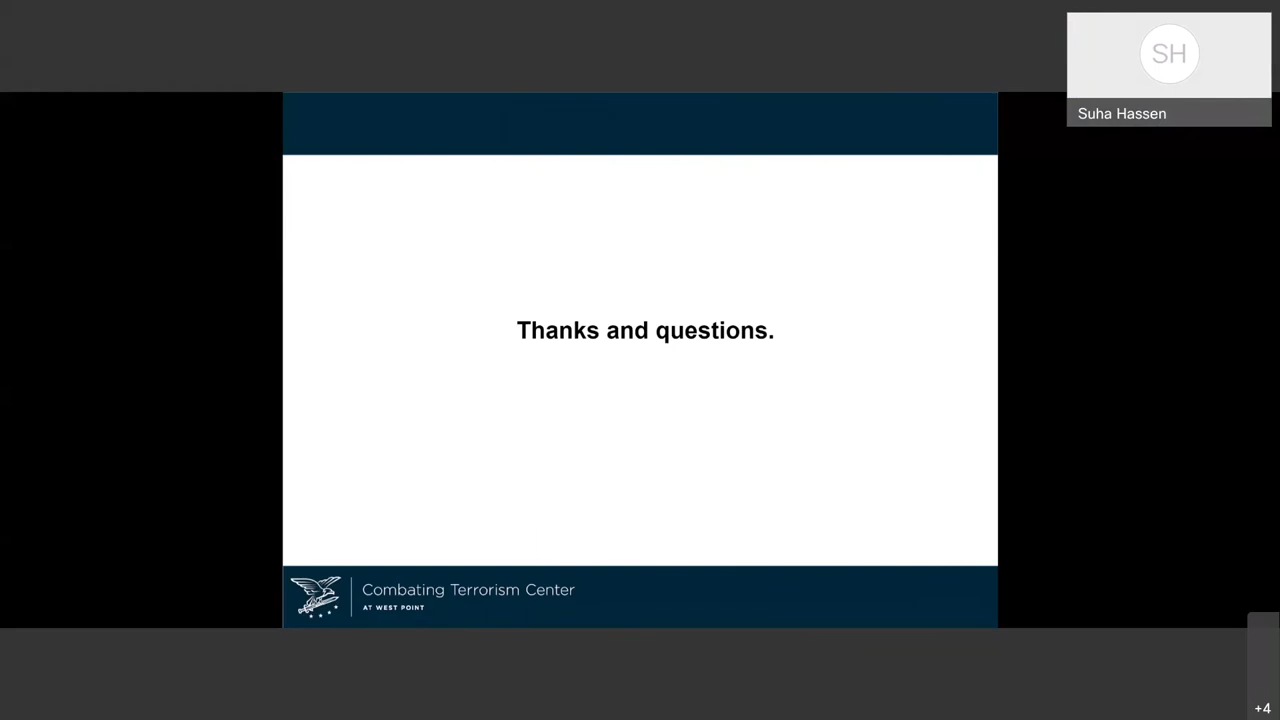 SH
Suha Hassen
Thanks and questions.
Combating Terrorism Center
AT WEST POINT
+4